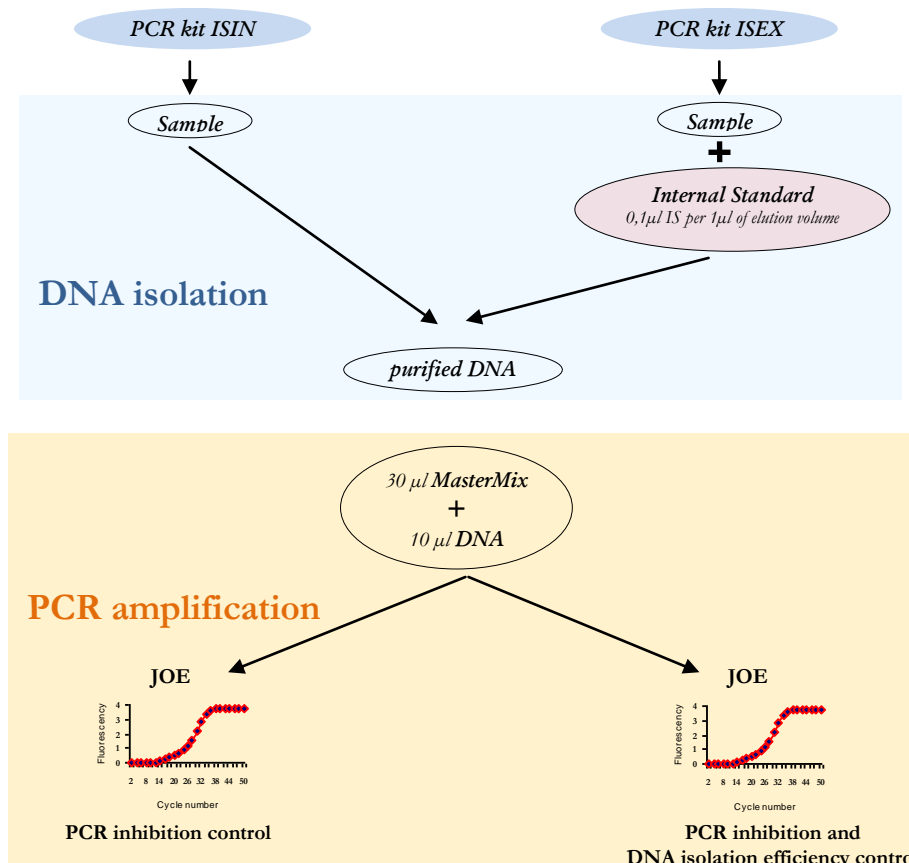 PCR kit ISIN
PCR kit ISEX
Sample
Sample
+
Internal Standard
0,1µl IS per 1µl of elution volume
DNA isolation
purified DNA
30 µl MasterMix
+
10 µl DNA
PCR amplification
JOE
Fluorescency
4
3
2
1
0
2 8 14 20 26 32 38 44 50
Cycle number
PCR inhibition control
JOE
Fluorescency
4
3
2
1
0
2 8 14 20 26 32 38 44 50
Cycle number
PCR inhibition and
DNA isolation efficiency contro